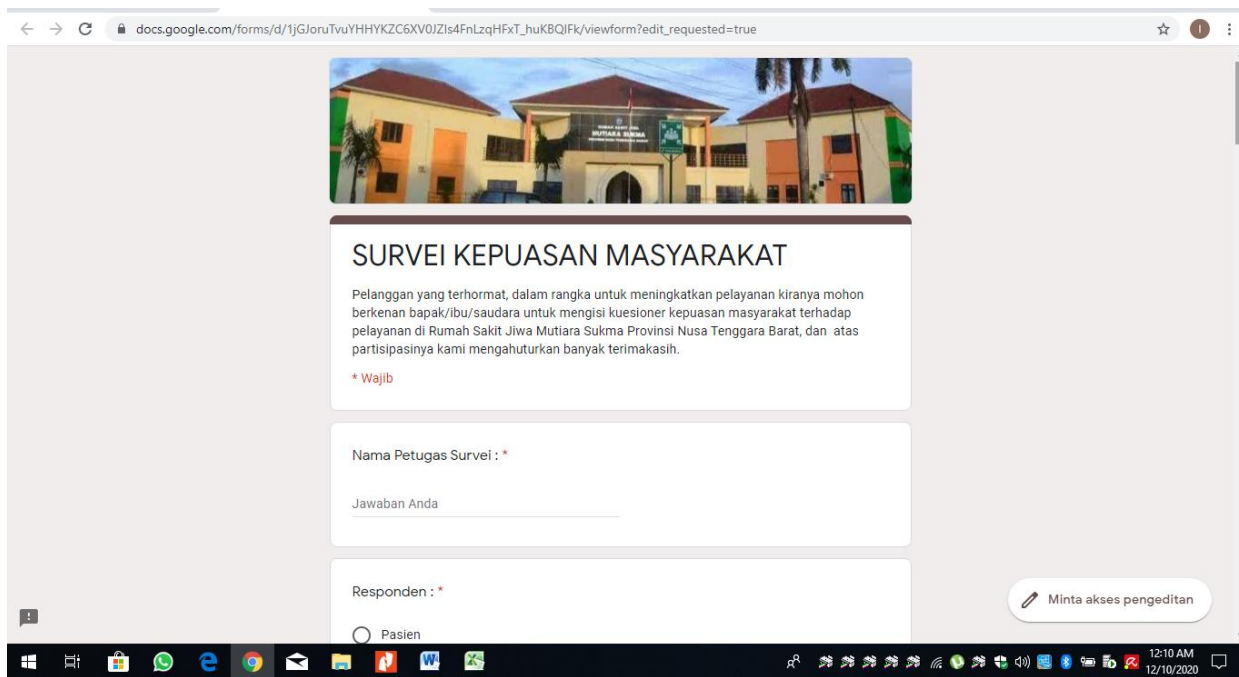 docs.google.com/forms/d/1jGJoruTvuYHHYKZC6XV0JZIs4FnLzqHFxT_huKBQIFk/viewform?edit_requested=true
I
MUTIARA SUKMA
SURVEI KEPUASAN MASYARAKAT
Pelanggan yang terhormat, dalam rangka untuk meningkatkan pelayanan kiranya mohon
berkenan bapak/ibu/saudara untuk mengisi kuesioner kepuasan masyarakat terhadap
pelayanan di Rumah Sakit Jiwa Mutiara Sukma Provinsi Nusa Tenggara Barat, dan atas
partisipasinya kami mengahuturkan banyak terimakasih.
* Wajib
Nama Petugas Survei : *
Jawaban Anda
Responden : *
Pasien
Minta akses pengeditan
12:10 AM
12/10/2020